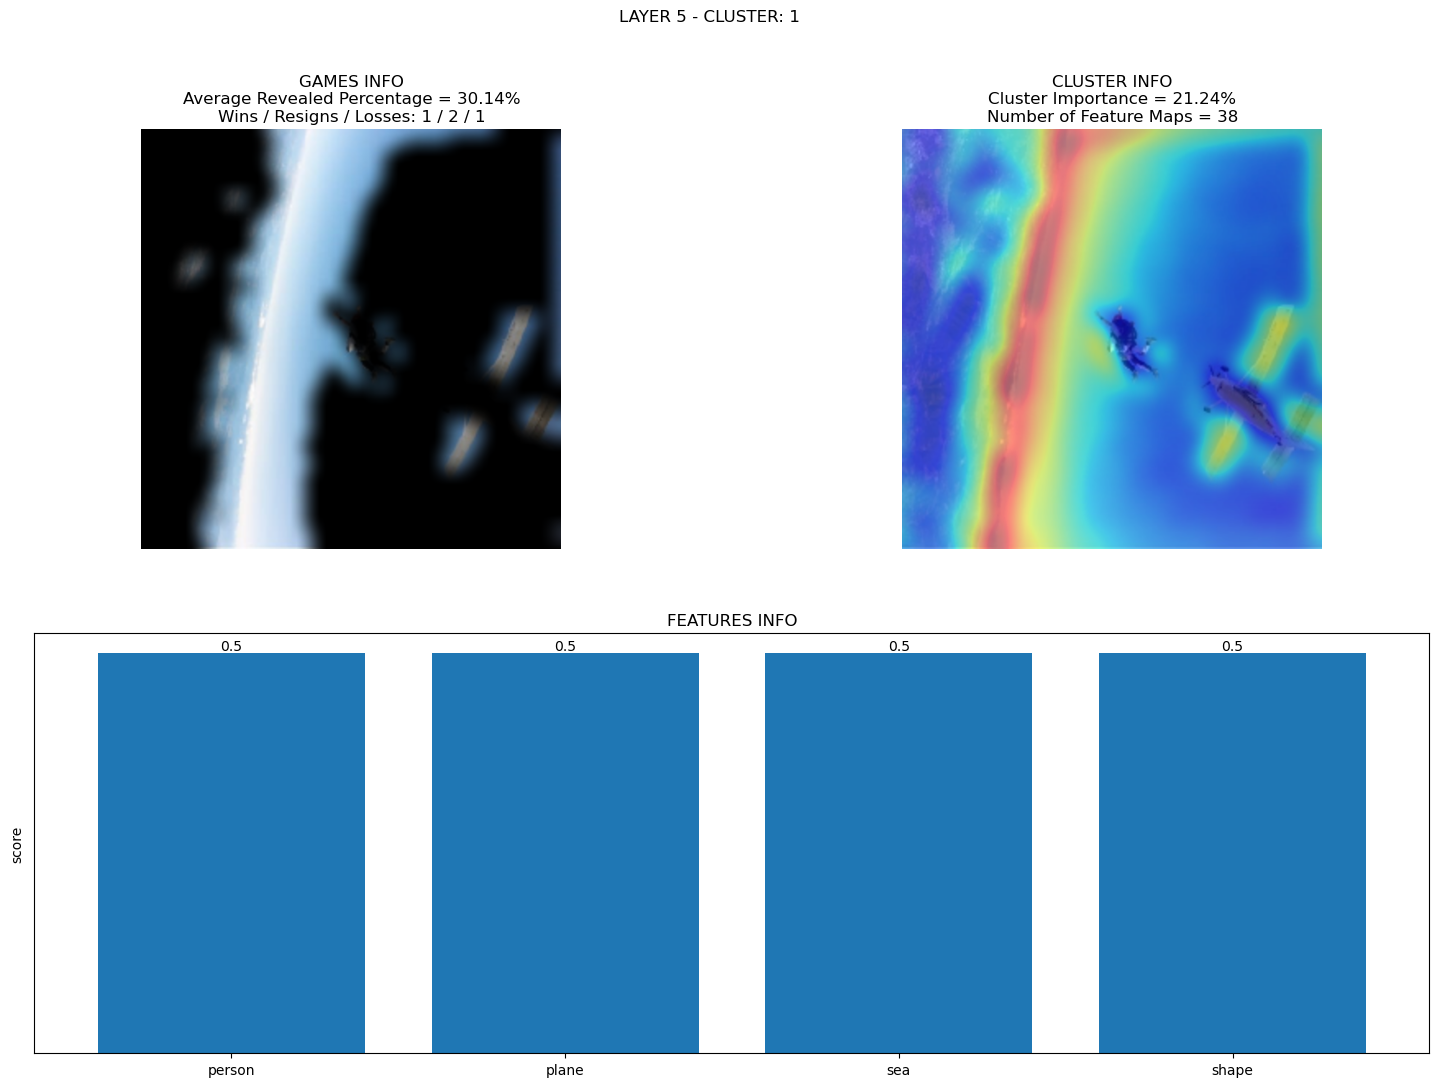 LAYER 5 - CLUSTER: 1
GAMES INFO
Average Revealed Percentage = 30.14%
Wins / Resigns / Losses: 1 / 2 / 1
CLUSTER INFO
Cluster Importance = 21.24%
Number of Feature Maps = 38
FEATURES INFO
score
0.5
0.5
0.5
0.5
person
plane
sea
shape